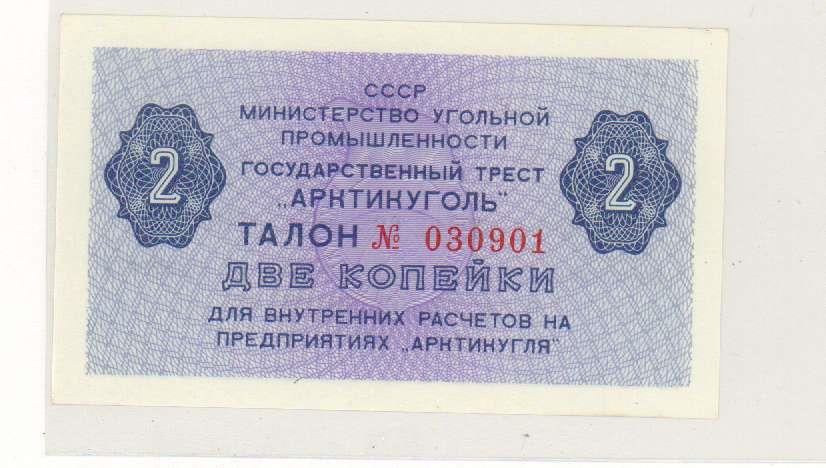 СССР
МИНИСТЕРСТВО УГОЛЬНОЙ
ПРОМЫШЛЕННОСТИ
ГОСУДАРСТВЕННЫЙ ТРЕСТ
„АРКТИКУГОЛЬ"
2 ТАЛОН № 030901 2
ДВЕ КОПЕЙКИ
ДЛЯ ВНУТРЕННИХ РАСЧЕТОВ НА
ПРЕДПРИЯТИЯХ „АРКТИКУГЛЯ"